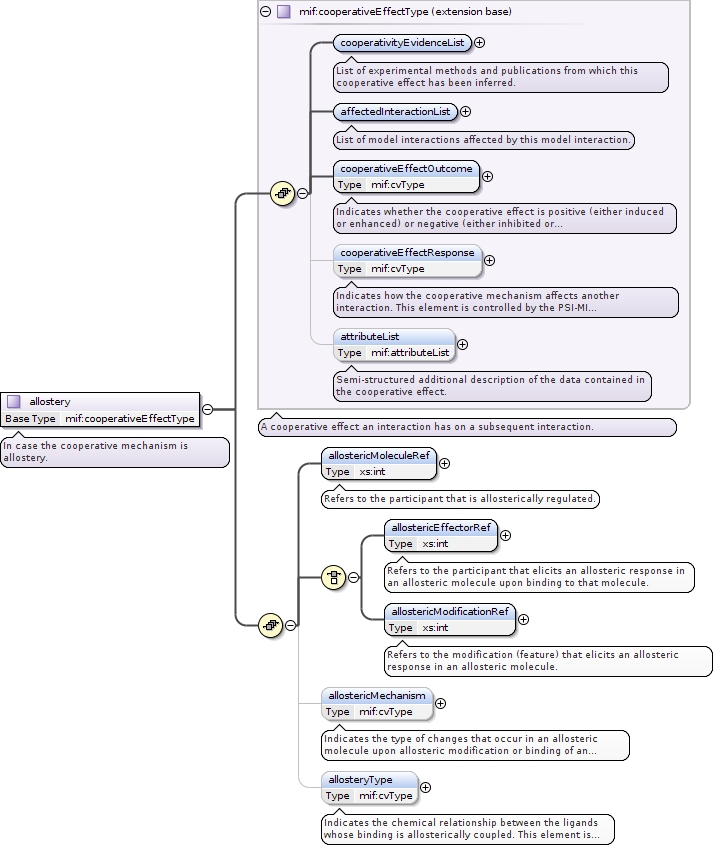 mif:cooperativeEffectType (extension base)
cooperativityEvidenceList
List of experimental methods and publications from which this
cooperative effect has been inferred.
affectedInteractionList
List of model interactions affected by this model interaction.
cooperativeEffectOutcome
Type mif:cvType
Indicates whether the cooperative effect is positive (either induced
or enhanced) or negative (either inhibited or...
cooperativeEffectResponse
Type mif:cvType
Indicates how the cooperative mechanism affects another
interaction. This element is controlled by the PSI-MI...
attributeList
Type mif:attributeList
Semi-structured additional description of the data contained in
the cooperative effect.
A cooperative effect an interaction has on a subsequent interaction.
allostery
Base Type mif:cooperativeEffectType
In case the cooperative mechanism is
allostery.
allostericMoleculeRef
Type xs:int
Refers to the participant that is allosterically regulated.
allostericEffectorRef
Type xs:int
Refers to the participant that elicits an allosteric response in
an allosteric molecule upon binding to that molecule.
allostericModificationRef
Type xs:int
Refers to the modification (feature) that elicits an allosteric
response in an allosteric molecule.
allostericMechanism
Type mif:cvType
Indicates the type of changes that occur in an allosteric
molecule upon allosteric modification or binding of an...
allosteryType
Type mif:cvType
Indicates the chemical relationship between the ligands
whose binding is allosterically coupled. This element is...